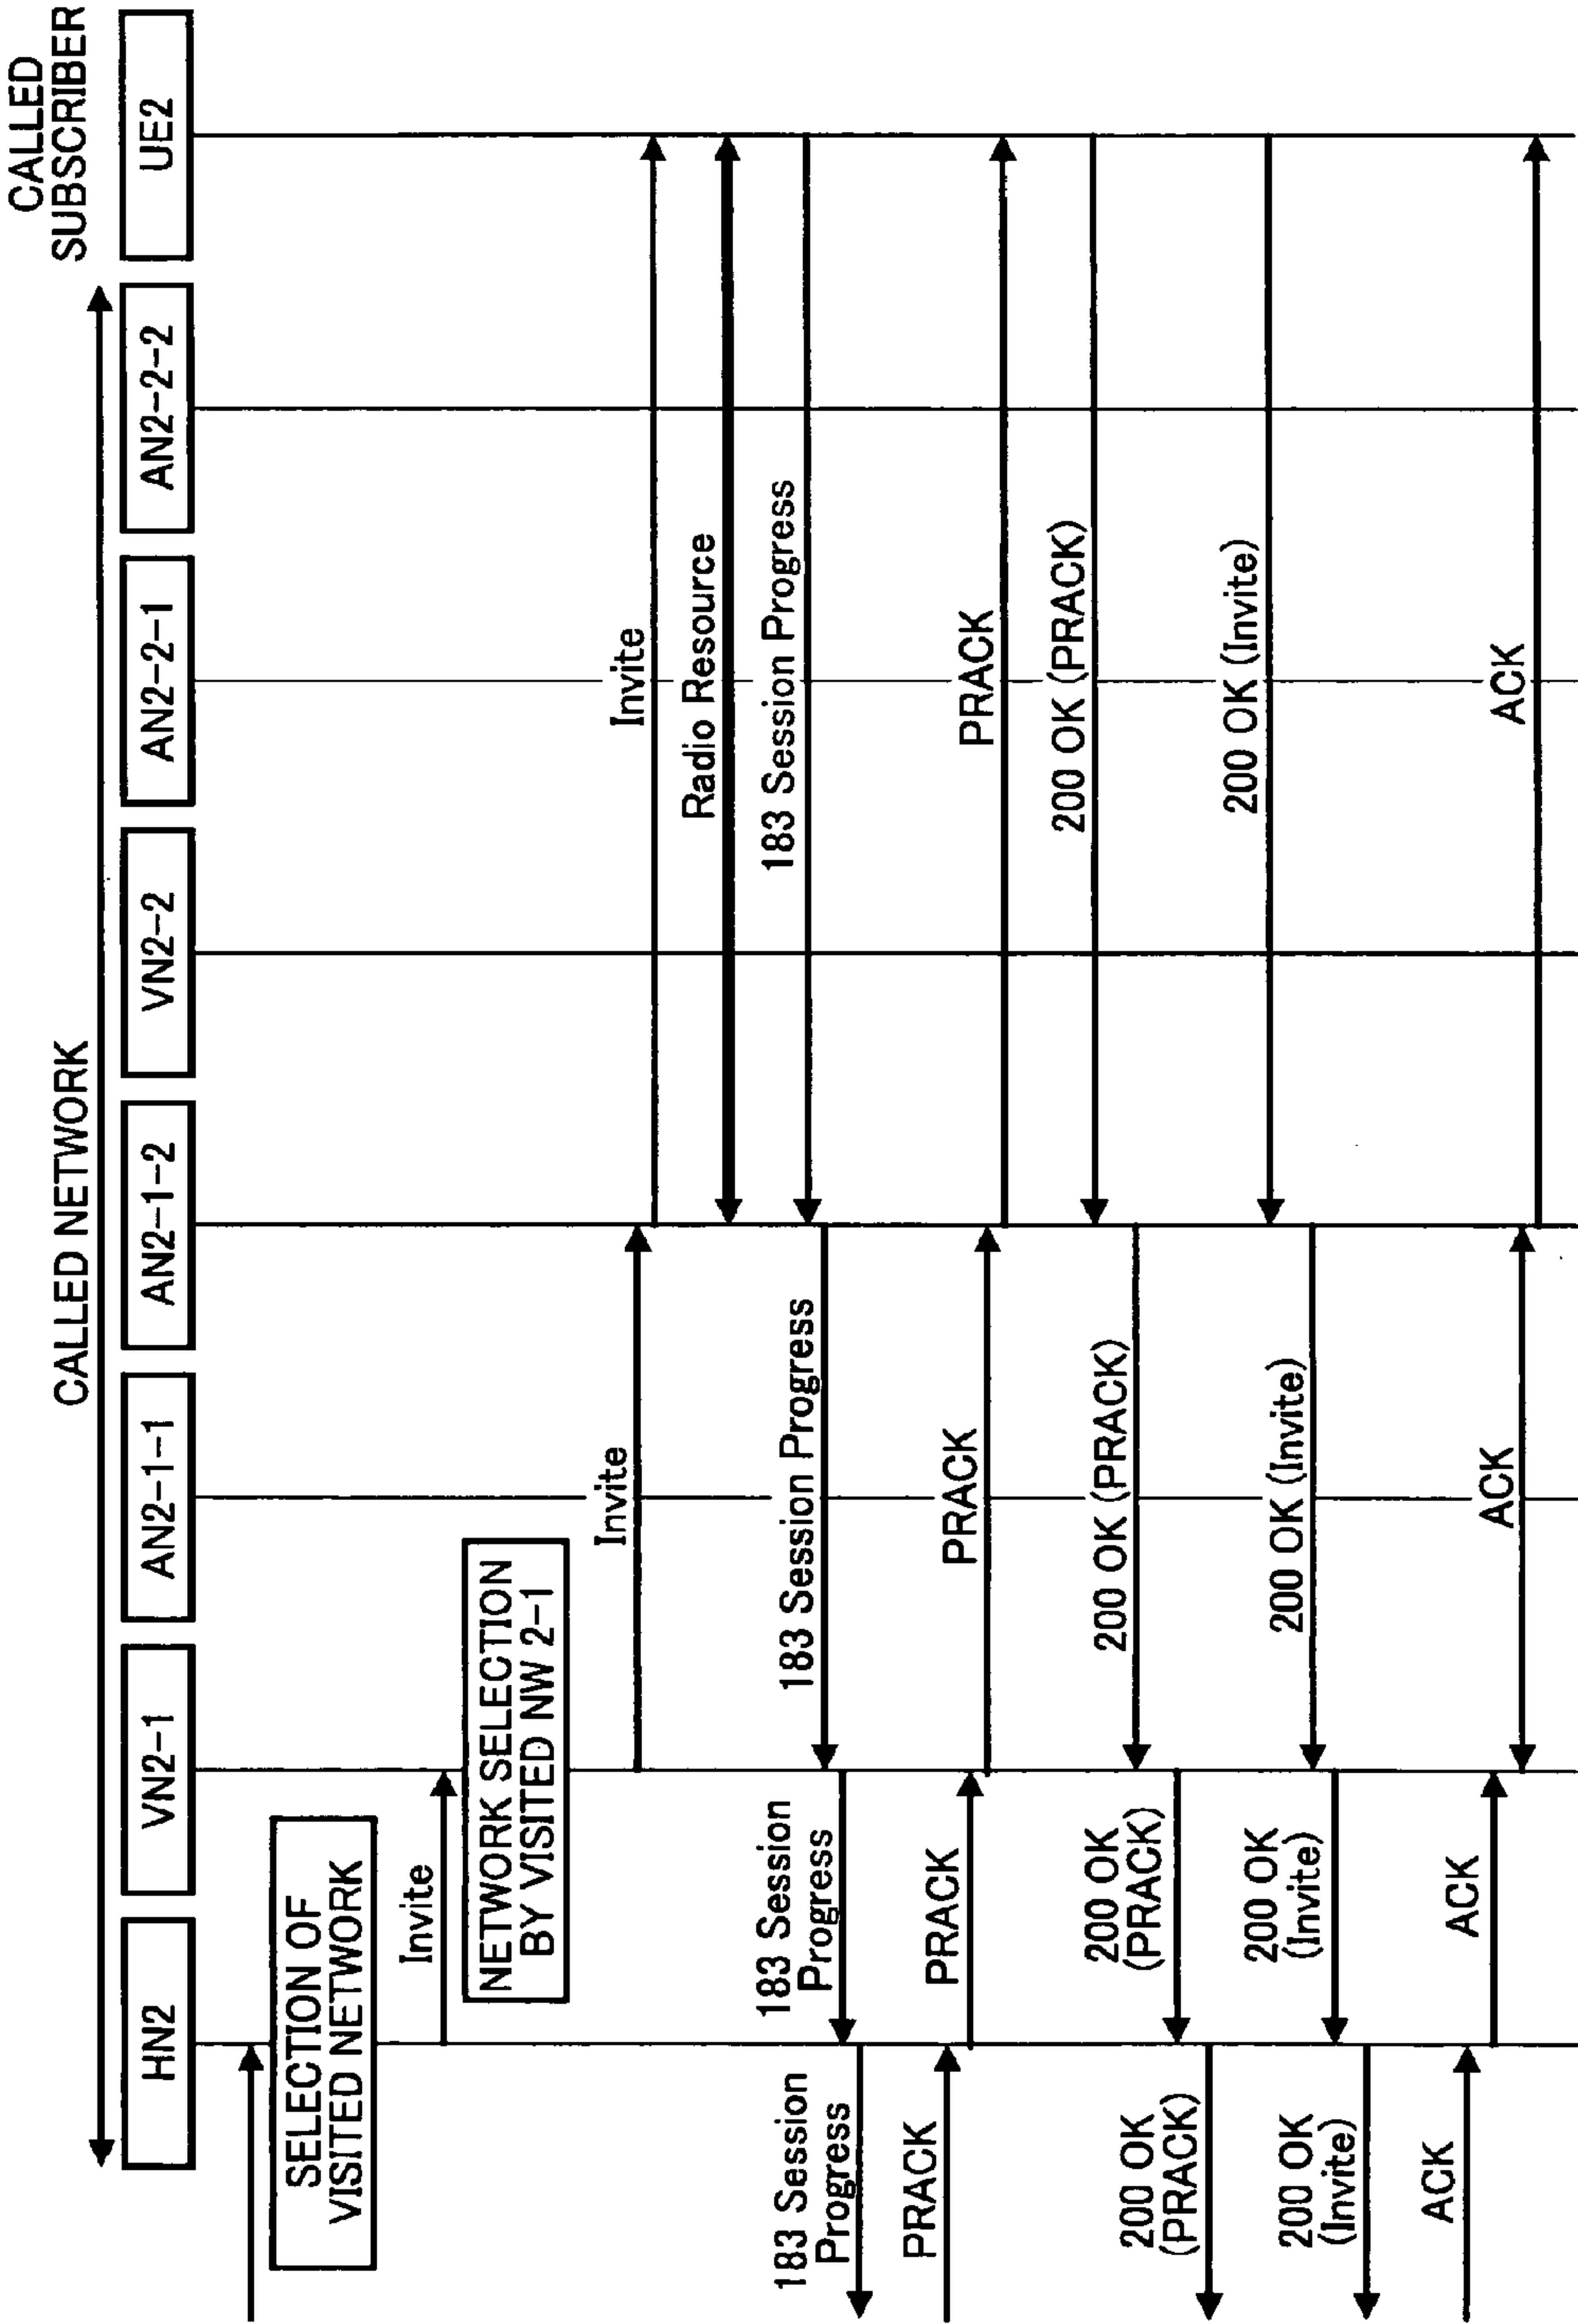 CALLED NETWORK
CALLED
SUBSCRIBER
HN2
VN2-1
AN2-1-1
AN2-1-2
VN2-2
AN2-2-1
AN2-2-2
UE2
SELECTION OF
VISITED NETWORK
Invite
NETWORK SELECTION
BY VISITED NW 2-1
Invite
Invite
Radio Resource
183 Session Progress
183 Session Progress
183 Session
Progress
183 Session
Progress
PRACK
PRACK
PRACK
PRACK
200 OK (PRACK)
200 OK (PRACK)
200 OK
(PRACK)
200 OK
(PRACK)
200 OK (Invite)
200 OK (Invite)
200 OK
(Invite)
200 OK
(Invite)
ACK
ACK
ACK
ACK